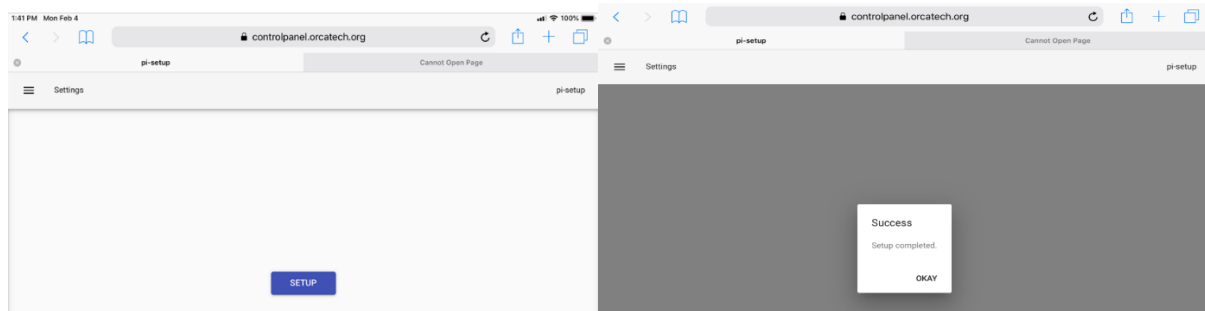 1:41 PM Mon Feb 4
100%
controlpanel.orcatech.org
pi-setup
Cannot Open Page
Settings
pi-setup
SETUP
controlpanel.orcatech.org
pi-setup
Cannot Open Page
Settings
pi-setup
Success
Setup completed.
OKAY